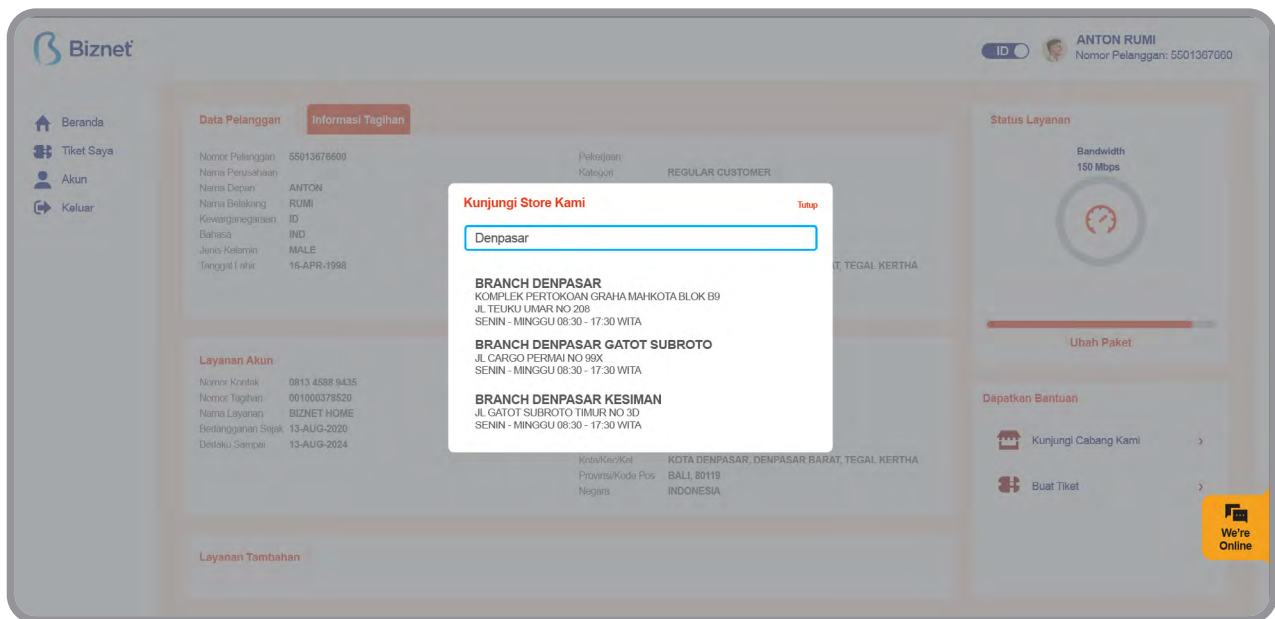 Biznet
ID
ANTON RUMI
Nomor Pelanggan: 5501367660
Beranda
Tiket Saya
Akun
Keluar
Data Pelanggan
Informasi Tagihan
Nomor Pelanggan 55013676600
Nama Perusahaan
Nama Depan ANTON
Nama Belakang RUMI
Kewarganegaraan ID
Bahasa IND
Jenis Kelamin MALE
Tanggal Lahir 16-APR-1998
Pekerjaan
Kategori REGULAR CUSTOMER
TEGAL KERTHA
Kunjungi Store Kami
Tutup
Denpasar
BRANCH DENPASAR
KOMPLEK PERTOKOAN GRAHA MAHKOTA BLOK B9
JL TEUKU UMAR NO 208
SENIN - MINGGU 08:30 - 17:30 WITA
BRANCH DENPASAR GATOT SUBROTO
JL CARGO PERMAI NO 99X
SENIN - MINGGU 08:30 - 17:30 WITA
BRANCH DENPASAR KESIMAN
JL GATOT SUBROTO TIMUR NO 3D
SENIN - MINGGU 08:30 - 17:30 WITA
Layanan Akun
Nomor Kontak 0813 4588 9435
Nomor Tagihan 001000378520
Nama Layanan BIZNET HOME
Berlangganan Sejak 13-AUG-2020
Berlaku Sampai 13-AUG-2024
Kota/Kec/Kel KOTA DENPASAR, DENPASAR BARAT, TEGAL KERTHA
Provinsi/Kode Pos BALI, 80119
Negara INDONESIA
Layanan Tambahan
Status Layanan
Bandwidth
150 Mbps
Ubah Paket
Dapatkan Bantuan
Kunjungi Cabang Kami
Buat Tiket
We're
Online